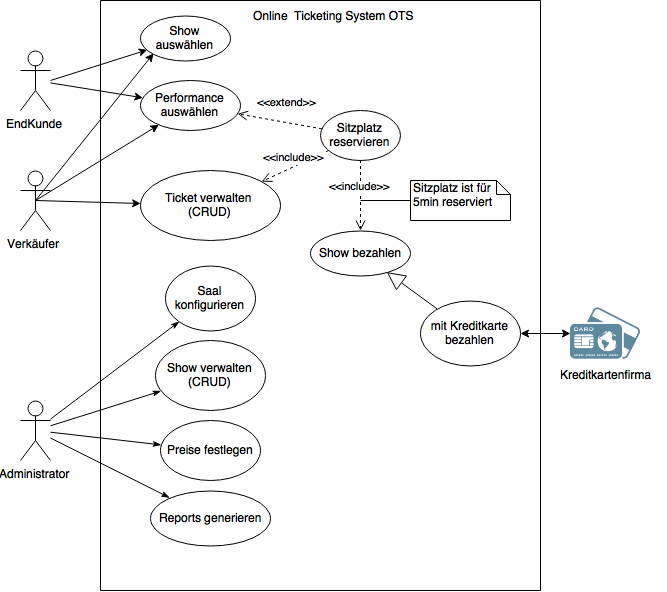 Online  Ticketing System OTS
Show
auswählen
EndKunde
Performance
auswählen
<<extend>>
Sitzplatz
reservieren
<<include>>
<<include>>
Sitzplatz ist für
5min reserviert
Ticket verwalten
(CRUD)
Verkäufer
Show bezahlen
Saal
konfigurieren
mit Kreditkarte
bezahlen
CARD
Kreditkartenfirma
Show verwalten
(CRUD)
Administrator
Preise festlegen
Reports generieren